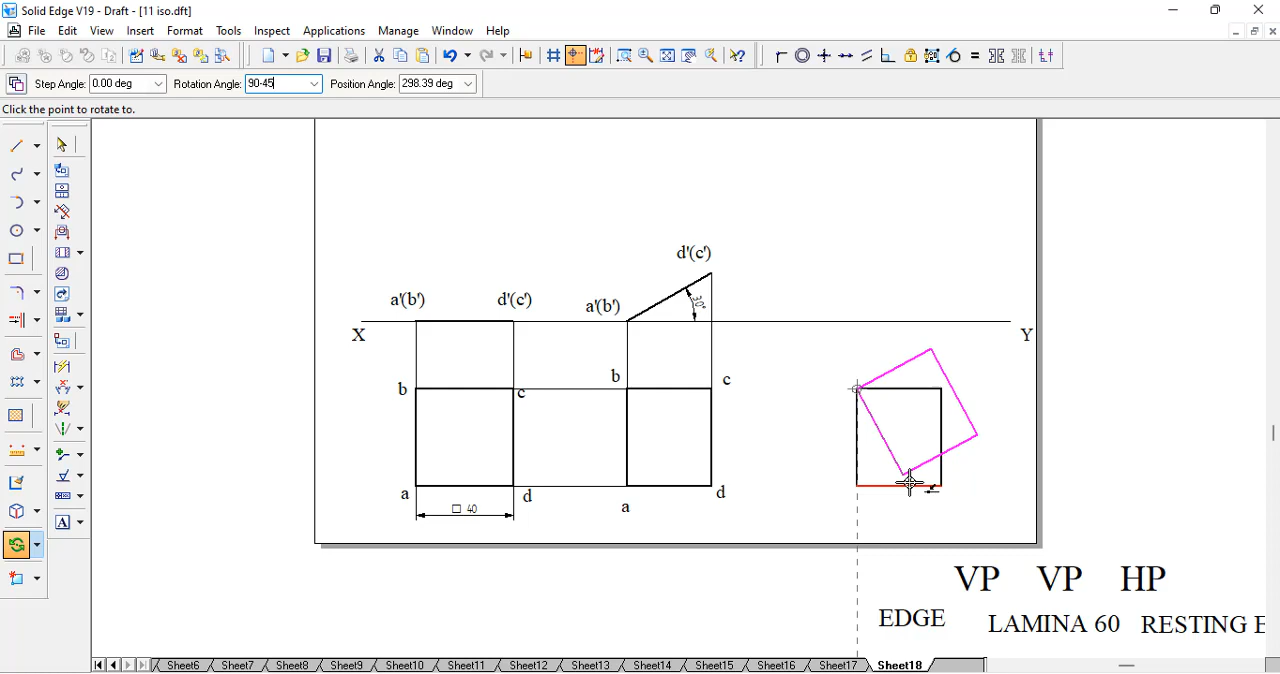 Solid Edge V19 - Draft - [11 iso.dft]
File Edit View Insert Format Tools Inspect Applications Manage Window Help
Step Angle: 0.00 deg Rotation Angle: 90-45 Position Angle: 298.39 deg
Click the point to rotate to.
d'(c')
a'(b') d'(c') a'(b')
30°
X Y
b c b c
a d a d
□ 40
VP VP HP
EDGE LAMINA 60 RESTING E
Sheet6 Sheet7 Sheet8 Sheet9 Sheet10 Sheet11 Sheet12 Sheet13 Sheet14 Sheet15 Sheet16 Sheet17 Sheet18